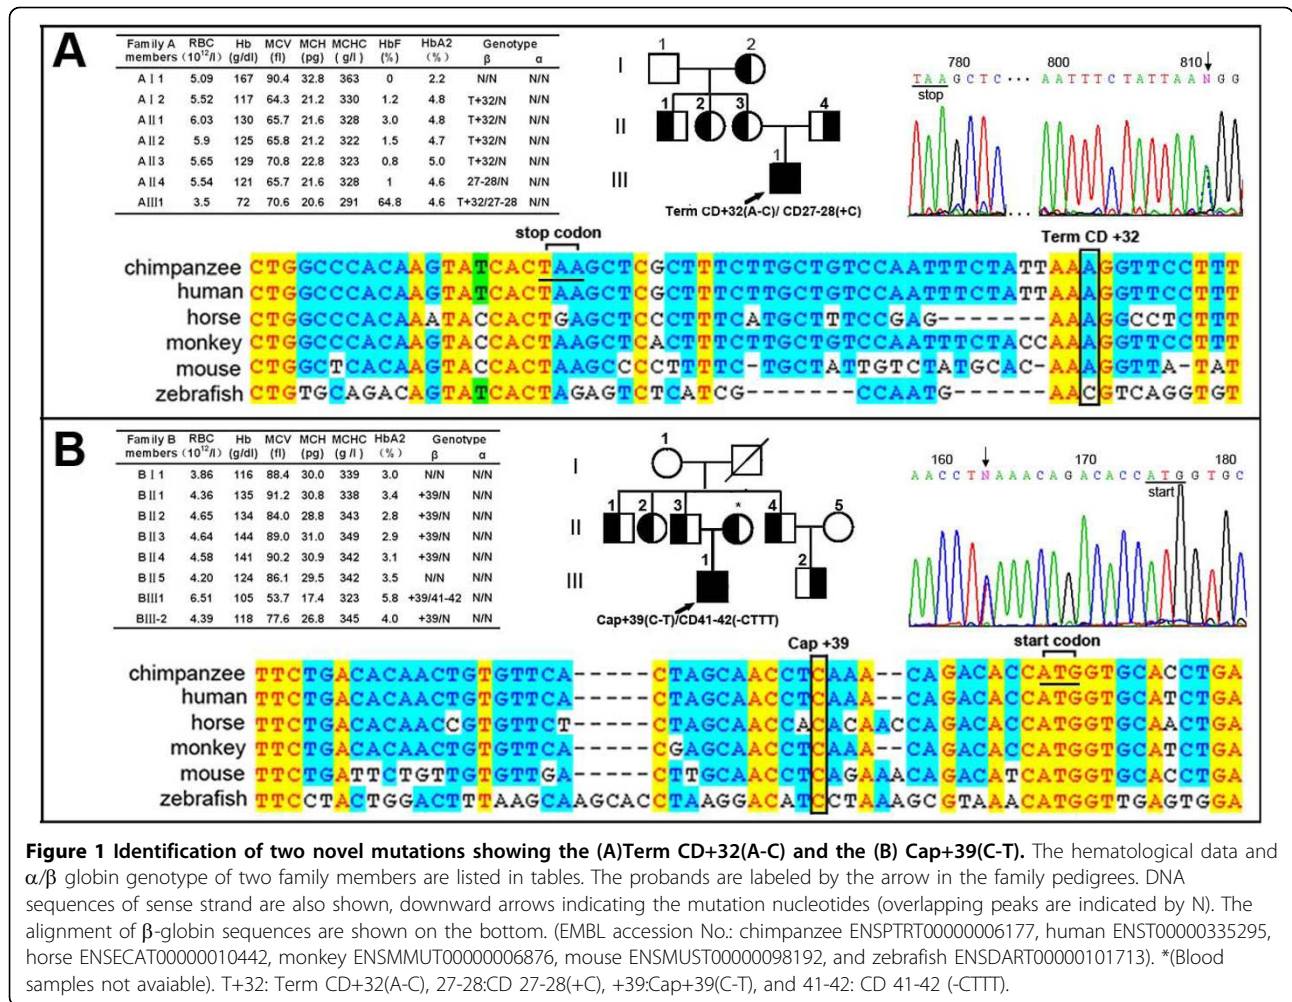 A
Family A members RBC (10¹²/l) Hb (g/dl) MCV (fl) MCH (pg) MCHC (g/l) HbF (%) HbA2 (%) Genotype β α
A I 1 5.09 167 90.4 32.8 363 0 2.2 N/N N/N
A I 2 5.52 117 64.3 21.2 330 1.2 4.8 T+32/N N/N
A II 1 6.03 130 65.7 21.6 328 3.0 4.8 T+32/N N/N
A II 2 5.9 125 65.8 21.2 322 1.5 4.7 T+32/N N/N
A II 3 5.65 129 70.8 22.8 323 0.8 5.0 T+32/N N/N
A II 4 5.54 121 65.7 21.6 328 1 4.6 27-28/N N/N
AIII1 3.5 72 70.6 20.6 291 64.8 4.6 T+32/27-28 N/N
I 1 2
II 1 2 3 4
III 1
Term CD+32(A-C)/ CD27-28(+C)
780 800 810
TAAGCTC··· AATTTCTATTAANGG
stop
stop codon
Term CD +32
chimpanzee CTGGCCCACAAGTATCACTAAGCTCGCTTTCTTGCTGTCCAATTTCTATTAAAGGTTCCTTT
human CTGGCCCACAAGTATCACTAAGCTCGCTTTCTTGCTGTCCAATTTCTATTAAAGGTTCCTTT
horse CTGGCCCACAAATACCACTGAGCTCCCTTTCATGCTTTCCGAG-------AAAGGCCTCTTT
monkey CTGGCCCACAAGTACCACTAAGCTCACTTTCTTGCTGTCCAATTTCTACCAAAGGTTCCTTT
mouse CTGGCTCACAAGTACCACTAAGCCCCTTTTC-TGCTATTGTCTATGCAC-AAAGGTTA-TAT
zebrafish CTGTGCAGACAGTATCACTAGAGTCTCATCG-------CCAATG------AACGTCAGGTGT
B
Family B members RBC (10¹²/l) Hb (g/dl) MCV (fl) MCH (pg) MCHC (g/l) HbA2 (%) Genotype β α
B I 1 3.86 116 88.4 30.0 339 3.0 N/N N/N
B II 1 4.36 135 91.2 30.8 338 3.4 +39/N N/N
B II 2 4.65 134 84.0 28.8 343 2.8 +39/N N/N
B II 3 4.64 144 89.0 31.0 349 2.9 +39/N N/N
B II 4 4.58 141 90.2 30.9 342 3.1 +39/N N/N
B II 5 4.20 124 86.1 29.5 342 3.5 N/N N/N
BIII1 6.51 105 53.7 17.4 323 5.8 +39/41-42 N/N
BIII-2 4.39 118 77.6 26.8 345 4.0 +39/N N/N
I 1
II 1 2 3 * 4 5
III 1 2
Cap+39(C-T)/CD41-42(-CTTT)
160 170 180
AACCTNAAACAGACACCATGGTGC
start
Cap +39
start codon
chimpanzee TTCTGACACAACTGTGTTCA-----CTAGCAACCTCAAA--CAGACACCATGGTGCACCTGA
human TTCTGACACAACTGTGTTCA-----CTAGCAACCTCAAA--CAGACACCATGGTGCATCTGA
horse TTCTGACACAACCGTGTTCT-----CTAGCAACCACACAACCAGACACCATGGTGCAACTGA
monkey TTCTGACACAACTGTGTTCA-----CGAGCAACCTCAAA--CAGACACCATGGTGCATCTGA
mouse TTCTGATTCTGTTGTGTTGA-----CTTGCAACCTCAGAAACAGACATCATGGTGCACCTGA
zebrafish TTCCTACTGGACTTTAAGCAAGCACCTAAGGACATCCTAAAGCGTAAACATGGTTGAGTGGA
Figure 1 Identification of two novel mutations showing the (A)Term CD+32(A-C) and the (B) Cap+39(C-T). The hematological data and
α/β globin genotype of two family members are listed in tables. The probands are labeled by the arrow in the family pedigrees. DNA
sequences of sense strand are also shown, downward arrows indicating the mutation nucleotides (overlapping peaks are indicated by N). The
alignment of β-globin sequences are shown on the bottom. (EMBL accession No.: chimpanzee ENSPTRT00000006177, human ENST00000335295,
horse ENSECAT00000010442, monkey ENSMMUT00000006876, mouse ENSMUST00000098192, and zebrafish ENSDART00000101713). *(Blood
samples not avaiable). T+32: Term CD+32(A-C), 27-28:CD 27-28(+C), +39:Cap+39(C-T), and 41-42: CD 41-42 (-CTTT).